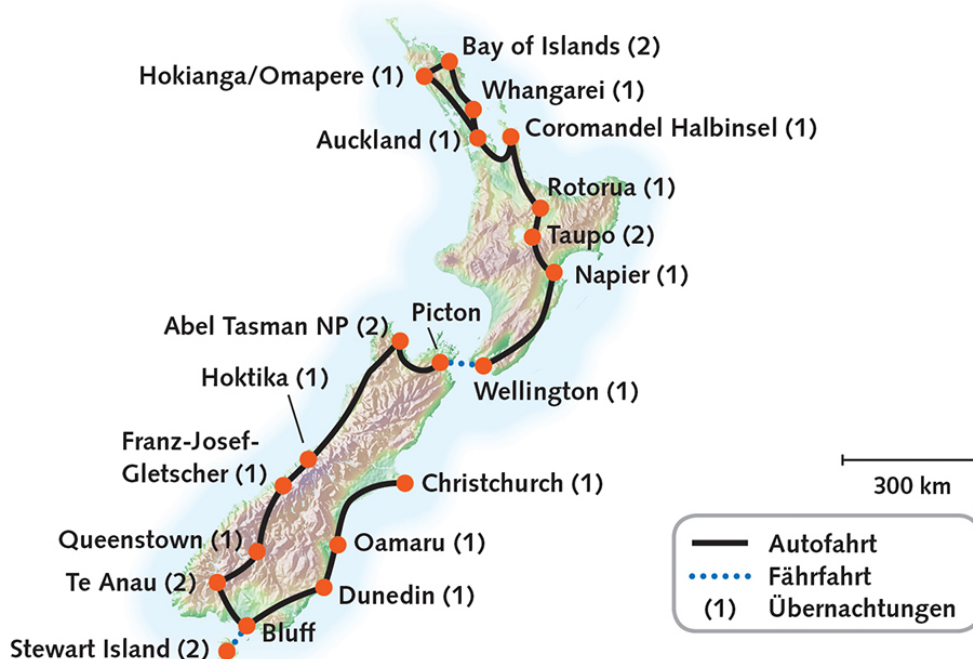 Bay of Islands (2)
Hokianga/Omapere (1)
Whangarei (1)
Auckland (1)
Coromandel Halbinsel (1)
Rotorua (1)
Taupo (2)
Napier (1)
Picton
Abel Tasman NP (2)
Hoktika (1)
Wellington (1)
Franz-Josef-
Gletscher (1)
Christchurch (1)
300 km
Queenstown (1)
Oamaru (1)
Te Anau (2)
Dunedin (1)
Bluff
Stewart Island (2)
Autofahrt
Fährfahrt
(1) Übernachtungen